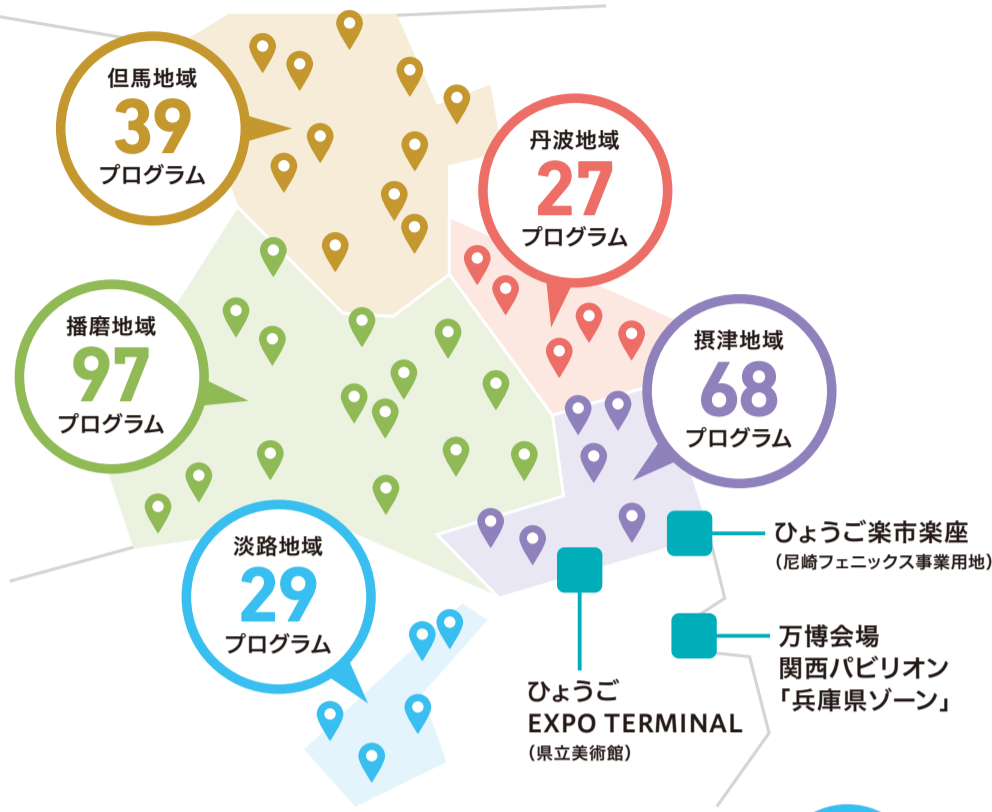 但馬地域
39
プログラム
丹波地域
27
プログラム
播磨地域
97
プログラム
摂津地域
68
プログラム
淡路地域
29
プログラム
ひょうご楽市楽座
(尼崎フェニックス事業用地)
万博会場
関西パビリオン
「兵庫県ゾーン」
ひょうご
EXPO TERMINAL
(県立美術館)